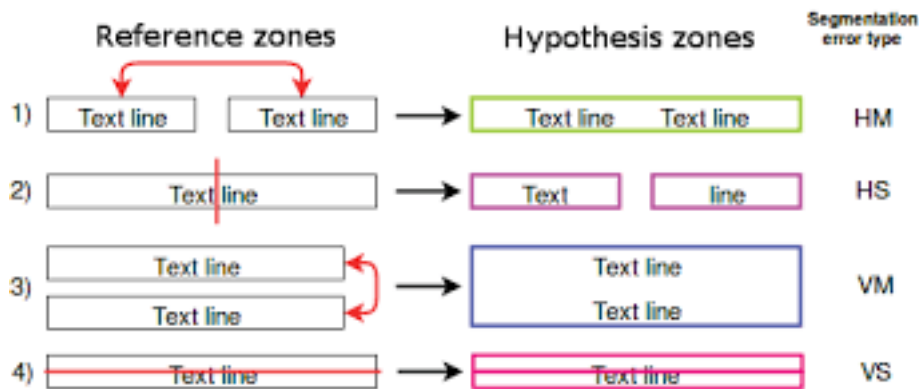 Reference zones Hypothesis zones Segmentation
error type
1) Text line Text line Text line Text line HM
2) Text line Text line HS
3) Text line Text line VM
Text line Text line
4) Text line Text line VS